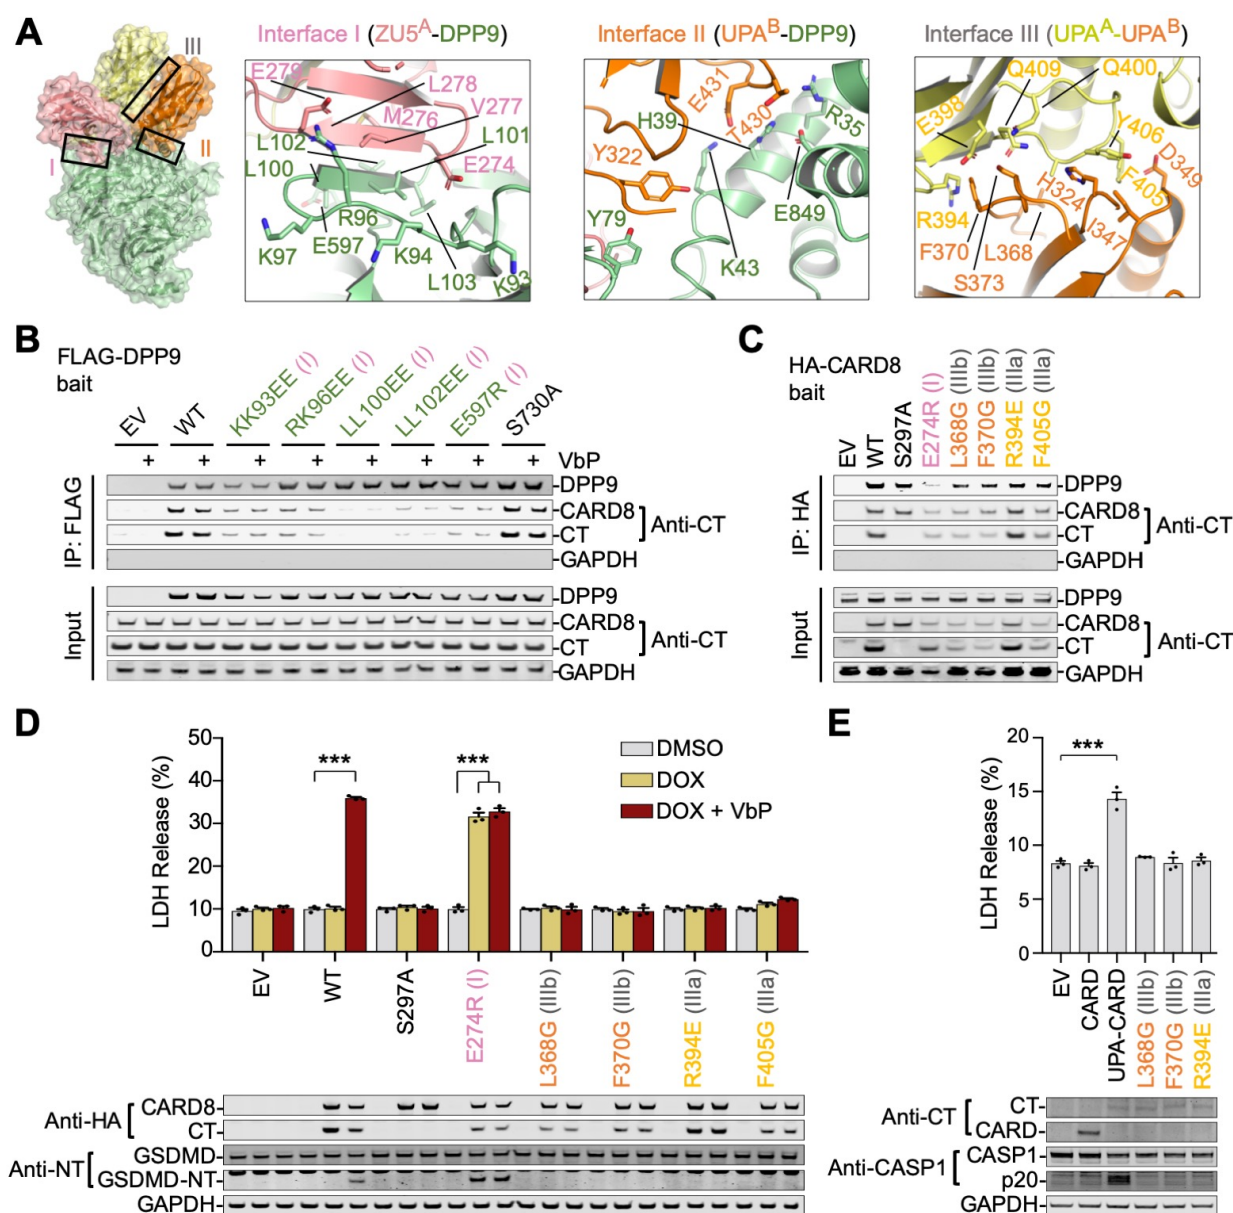 A
III
I
II
Interface I (ZU5A-DPP9)
E279
L278
M276
V277
L102
L101
L100
E274
R96
K97
E597
K94
L103
K93
Interface II (UPAB-DPP9)
E431
H39
T430
R35
Y322
Y79
E849
K43
Interface III (UPAA-UPAB)
Q409
Q400
E398
Y406
D349
H324
F405
R394
I347
F370
L368
S373
B
FLAG-DPP9
bait
EV
WT
KK93EE (I)
RK96EE (I)
LL100EE (I)
LL102EE (I)
E597R (I)
S730A
+ + + + + + + + VbP
IP: FLAG
DPP9
CARD8
CT
Anti-CT
GAPDH
Input
DPP9
CARD8
CT
Anti-CT
GAPDH
C
HA-CARD8
bait
EV
WT
S297A
E274R (I)
L368G (IIIb)
F370G (IIIb)
R394E (IIIa)
F405G (IIIa)
IP: HA
DPP9
CARD8
CT
Anti-CT
GAPDH
Input
DPP9
CARD8
CT
Anti-CT
GAPDH
D
LDH Release (%)
50
40
30
20
10
0
***
***
DMSO
DOX
DOX + VbP
EV
WT
S297A
E274R (I)
L368G (IIIb)
F370G (IIIb)
R394E (IIIa)
F405G (IIIa)
Anti-HA
CARD8
CT
Anti-NT
GSDMD
GSDMD-NT
GAPDH
E
LDH Release (%)
20
15
10
5
0
***
EV
CARD
UPA-CARD
L368G (IIIb)
F370G (IIIb)
R394E (IIIa)
Anti-CT
CT
CARD
Anti-CASP1
CASP1
p20
GAPDH